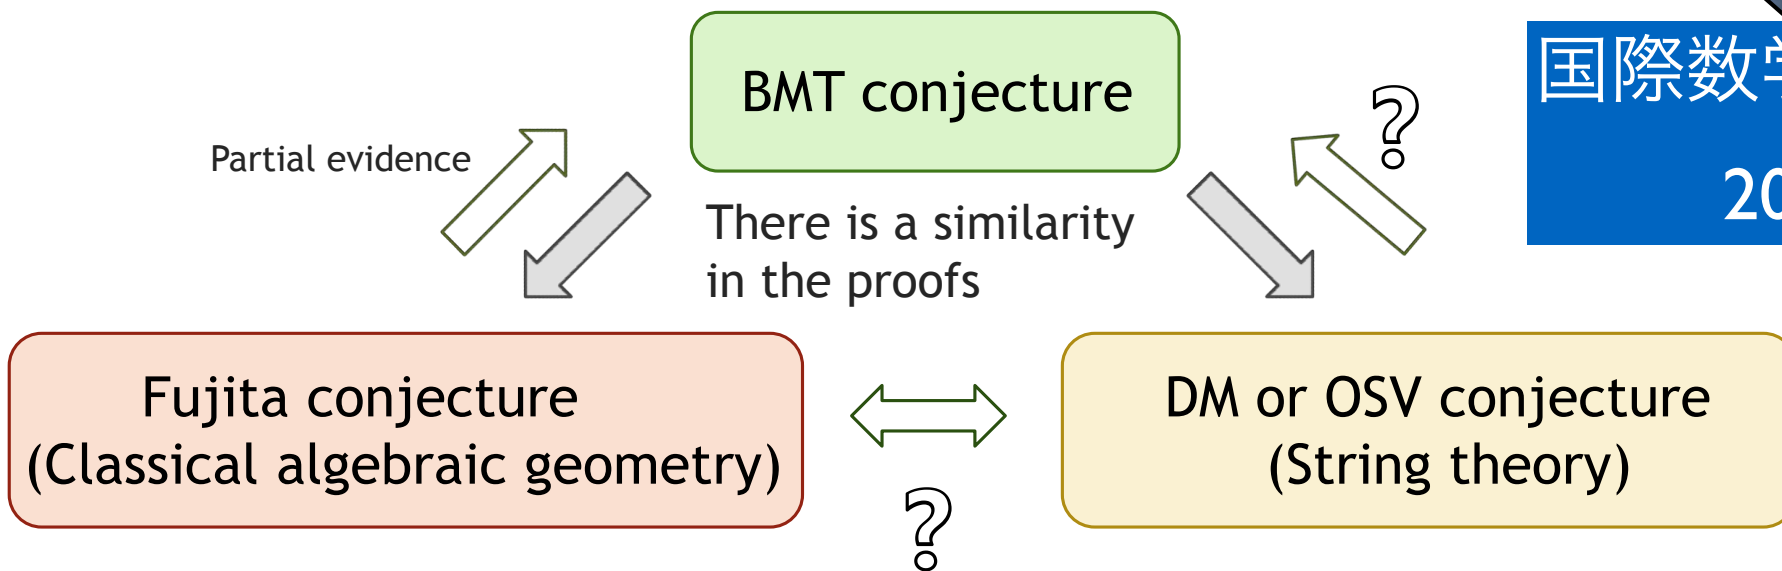 BMT conjecture
?
国際数学
20
Partial evidence
There is a similarity
in the proofs
Fujita conjecture
(Classical algebraic geometry)
DM or OSV conjecture
(String theory)
?